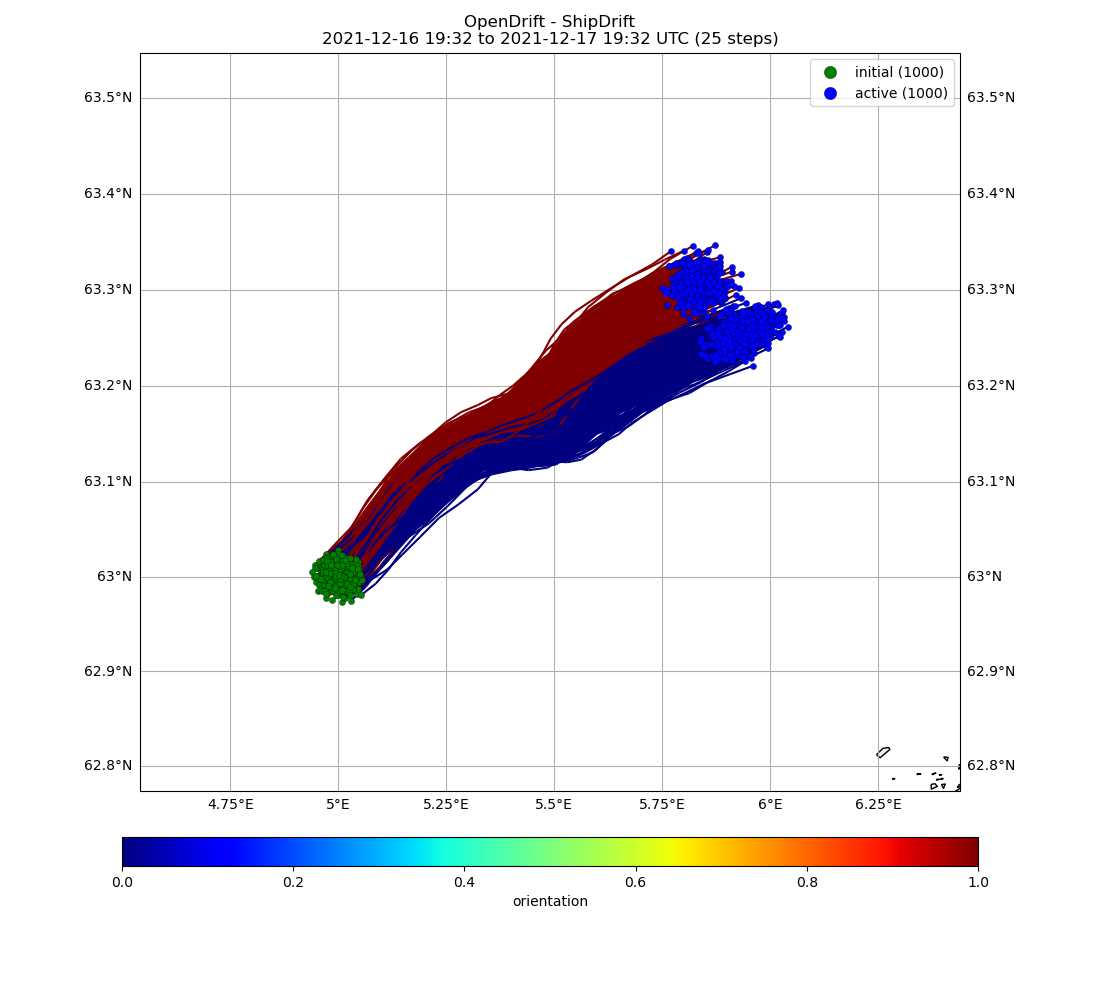 OpenDrift - ShipDrift
2021-12-16 19:32 to 2021-12-17 19:32 UTC (25 steps)
initial (1000)
active (1000)
63.5°N 63.5°N
63.4°N 63.4°N
63.3°N 63.3°N
63.2°N 63.2°N
63.1°N 63.1°N
63°N 63°N
62.9°N 62.9°N
62.8°N 62.8°N
4.75°E 5°E 5.25°E 5.5°E 5.75°E 6°E 6.25°E
0.0 0.2 0.4 0.6 0.8 1.0
orientation